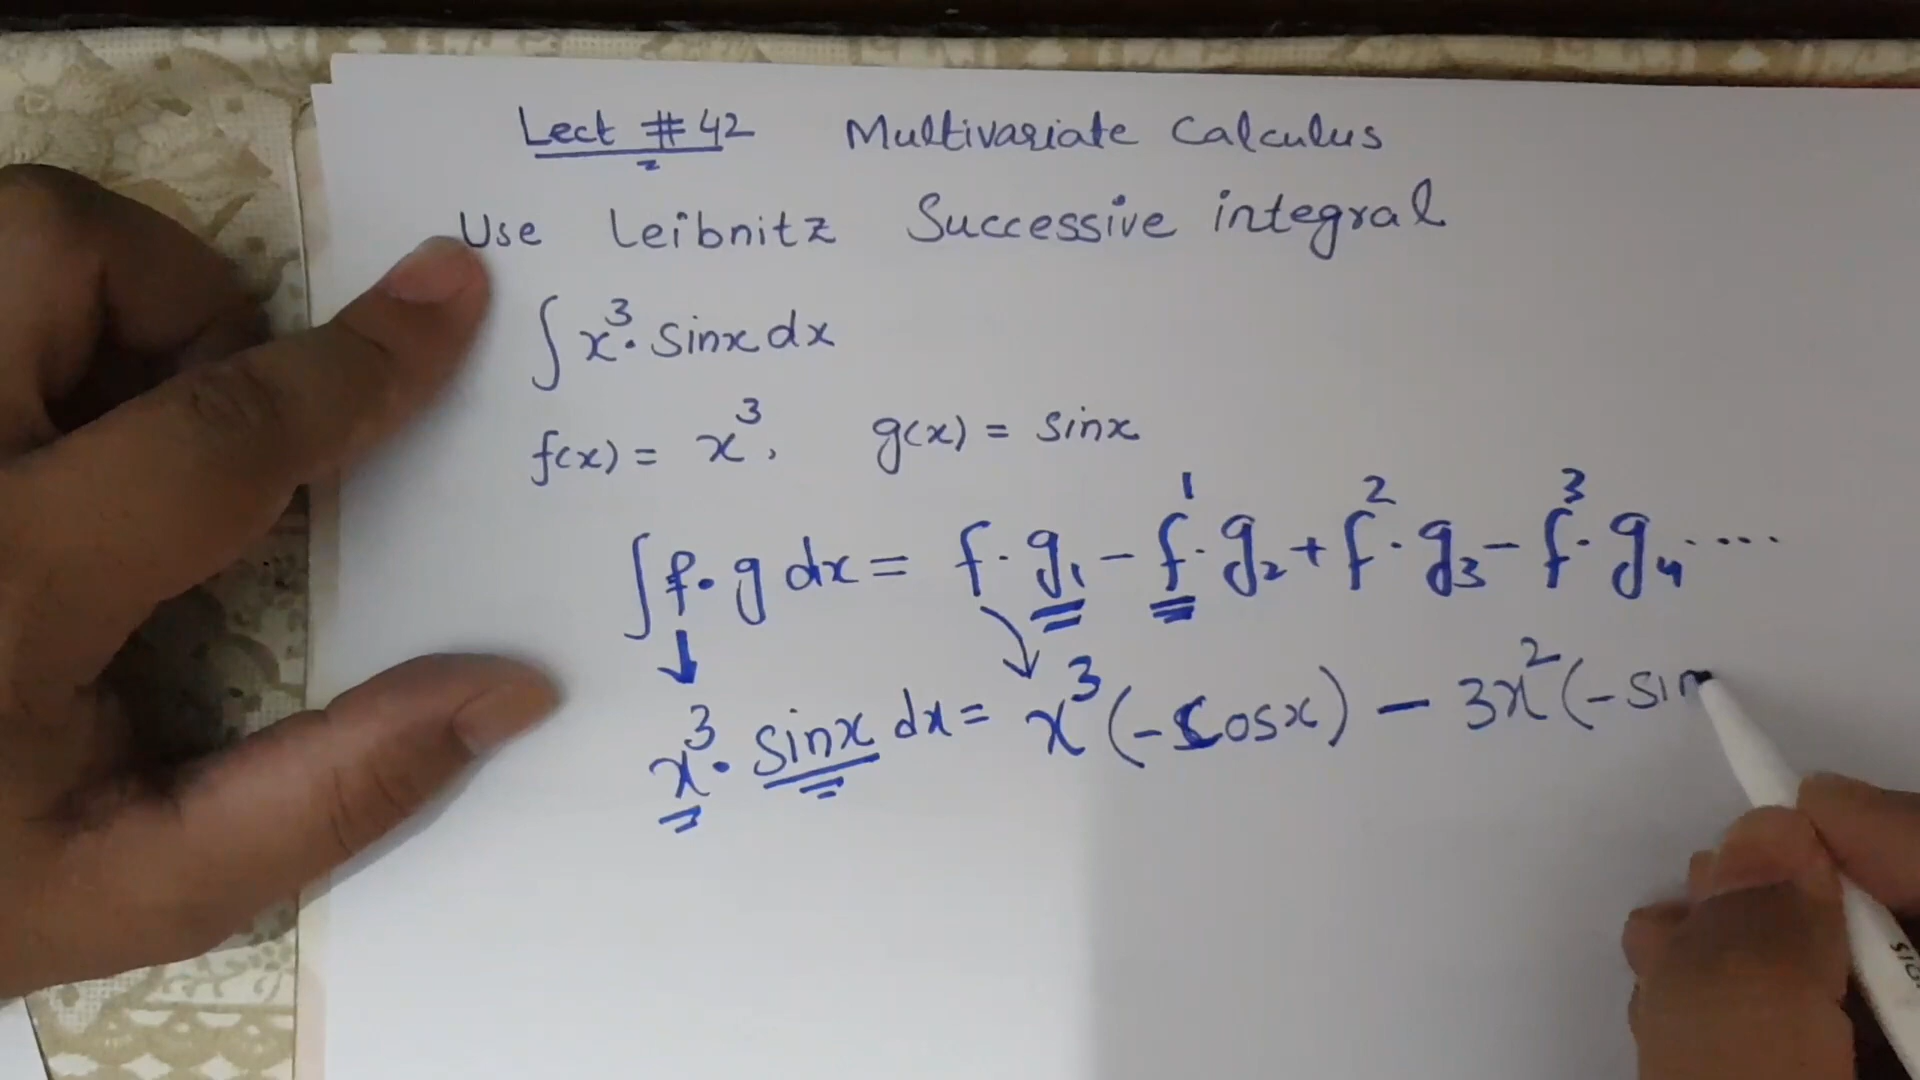 Lect # 42 Multivariate Calculus
Use Leibnitz Successive integral
∫ x³. sinx dx
f(x) = x³, g(x) = sinx
∫ f. g dx = f. g₁ - f¹. g₂ + f². g₃ - f³. g₄ ....
x³. sinx dx = x³ (-cosx) - 3x² (-sin